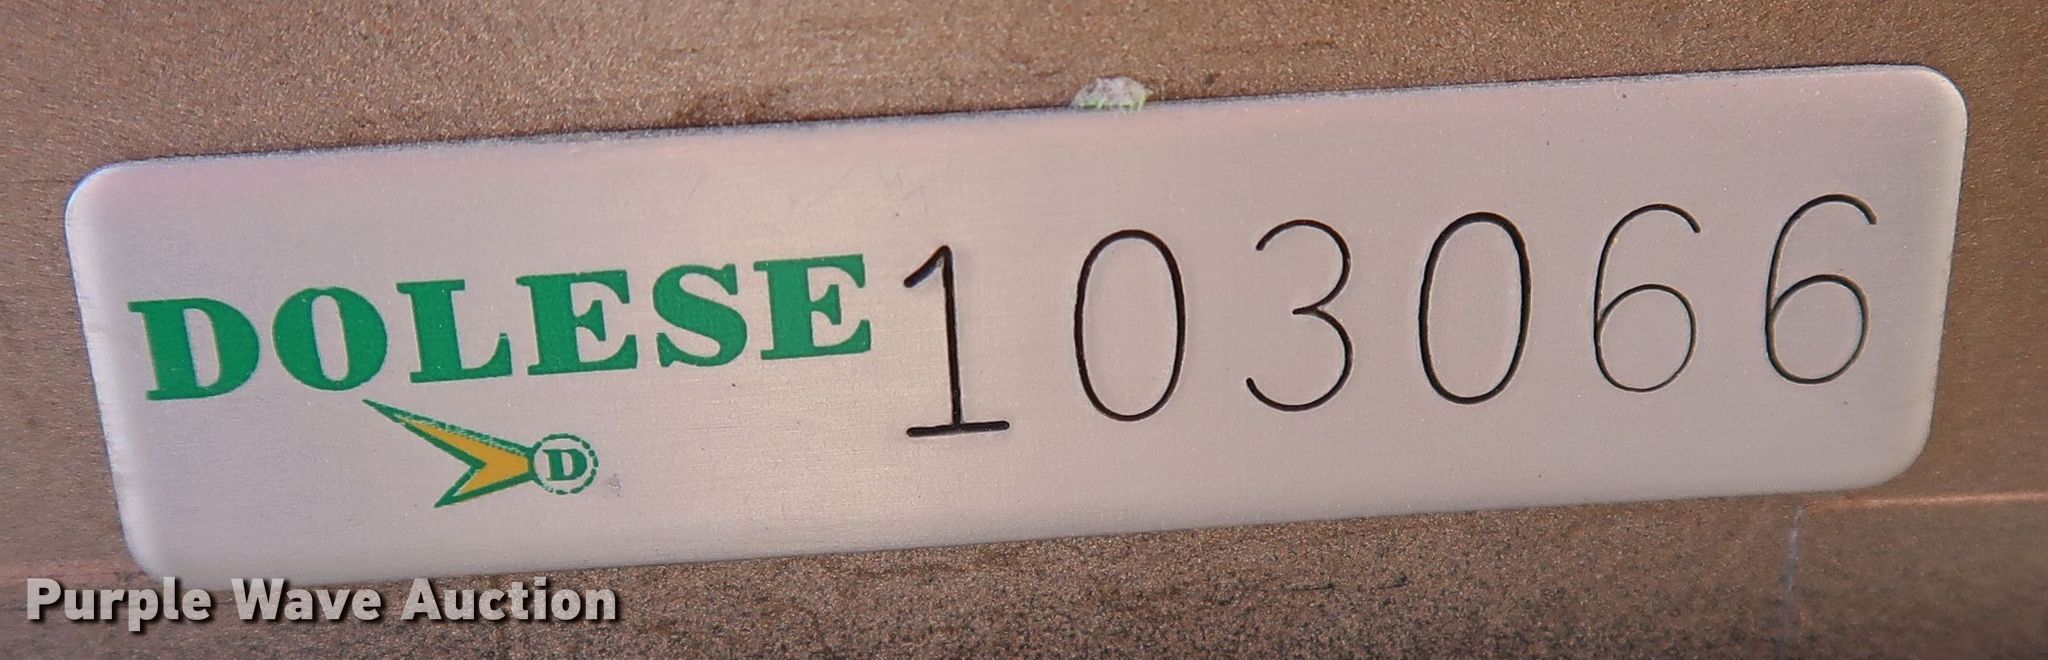 DOLESE 103066
D
Purple Wave Auction